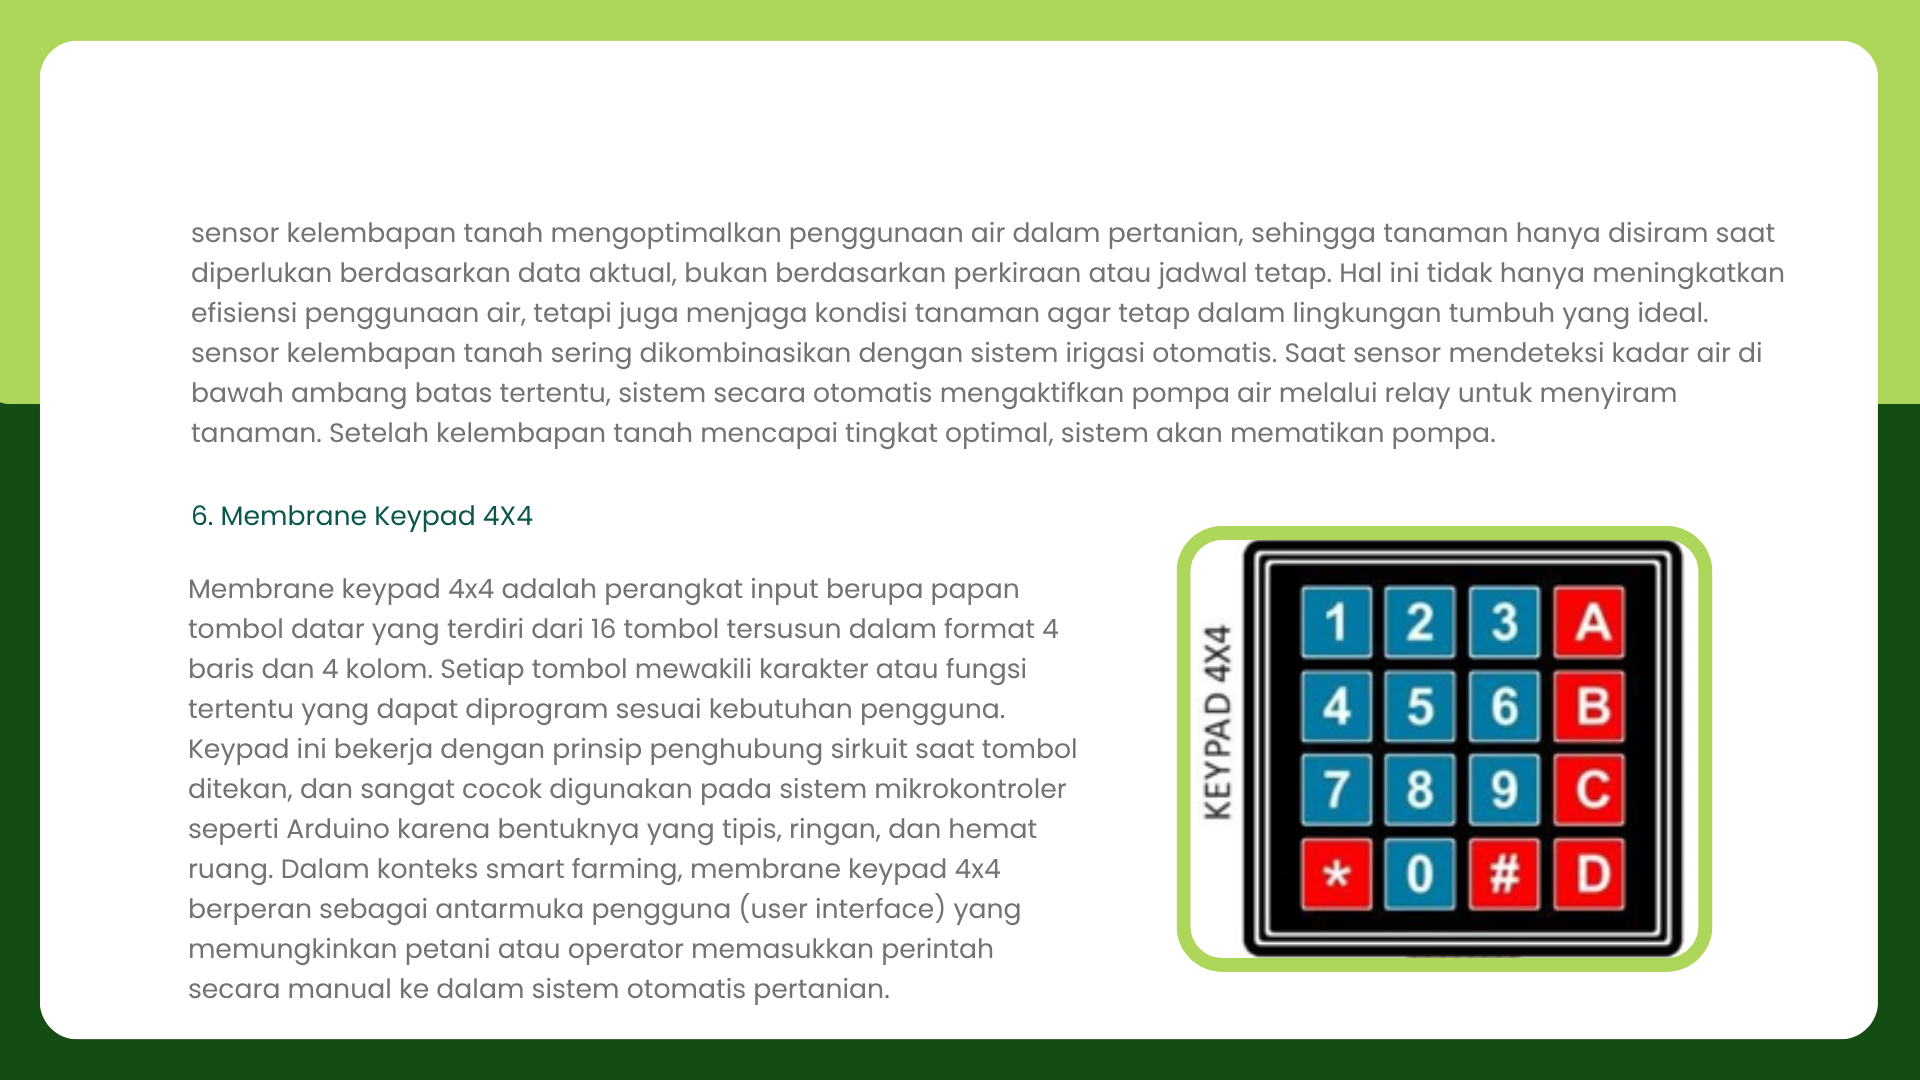 sensor kelembapan tanah mengoptimalkan penggunaan air dalam pertanian, sehingga tanaman hanya disiram saat
diperlukan berdasarkan data aktual, bukan berdasarkan perkiraan atau jadwal tetap. Hal ini tidak hanya meningkatkan
efisiensi penggunaan air, tetapi juga menjaga kondisi tanaman agar tetap dalam lingkungan tumbuh yang ideal.
sensor kelembapan tanah sering dikombinasikan dengan sistem irigasi otomatis. Saat sensor mendeteksi kadar air di
bawah ambang batas tertentu, sistem secara otomatis mengaktifkan pompa air melalui relay untuk menyiram
tanaman. Setelah kelembapan tanah mencapai tingkat optimal, sistem akan mematikan pompa.
6. Membrane Keypad 4X4
Membrane keypad 4x4 adalah perangkat input berupa papan
tombol datar yang terdiri dari 16 tombol tersusun dalam format 4
baris dan 4 kolom. Setiap tombol mewakili karakter atau fungsi
tertentu yang dapat diprogram sesuai kebutuhan pengguna.
Keypad ini bekerja dengan prinsip penghubung sirkuit saat tombol
ditekan, dan sangat cocok digunakan pada sistem mikrokontroler
seperti Arduino karena bentuknya yang tipis, ringan, dan hemat
ruang. Dalam konteks smart farming, membrane keypad 4x4
berperan sebagai antarmuka pengguna (user interface) yang
memungkinkan petani atau operator memasukkan perintah
secara manual ke dalam sistem otomatis pertanian.
KEYPAD 4X4
1 2 3 A
4 5 6 B
7 8 9 C
* 0 # D